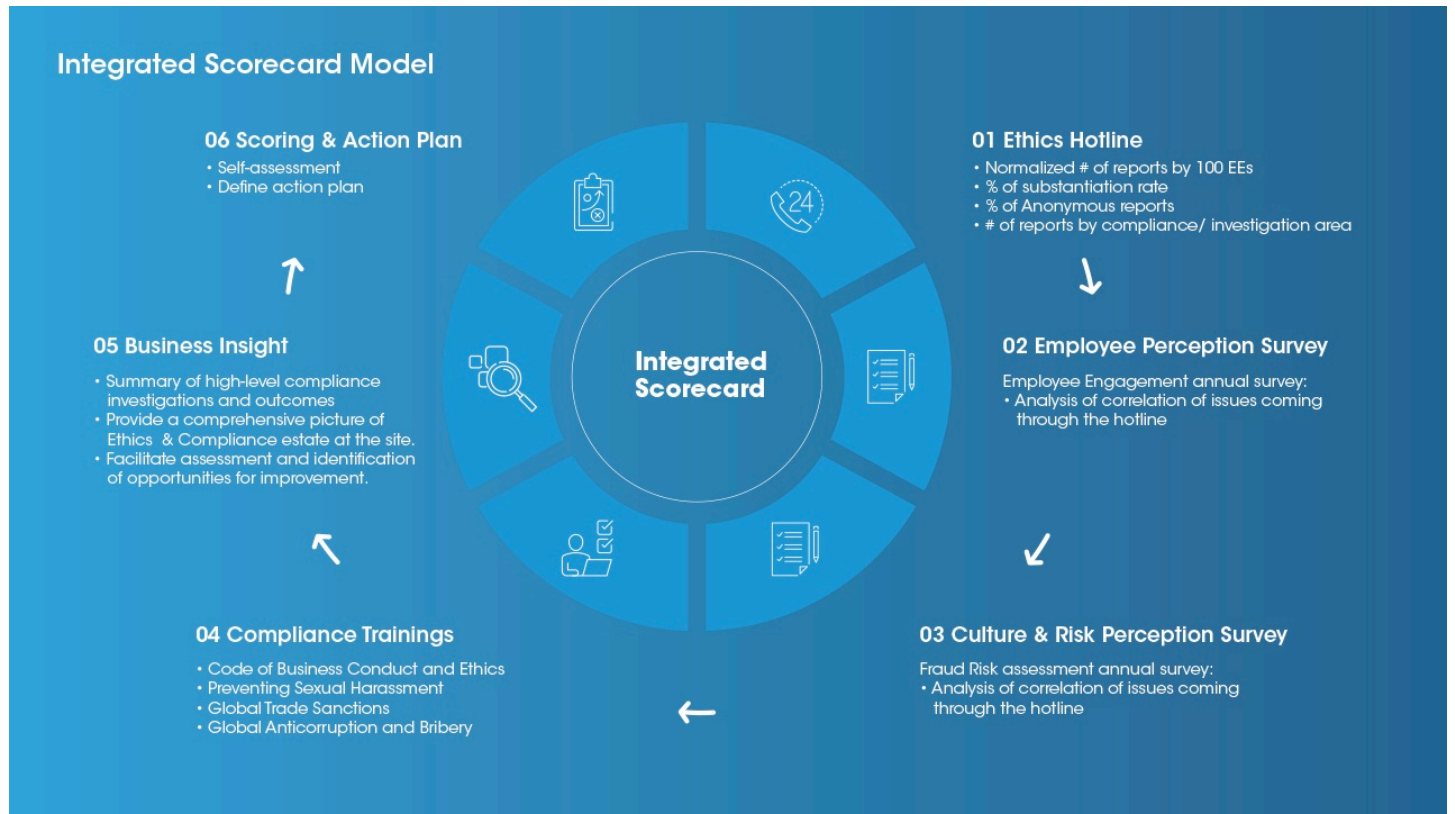 Integrated Scorecard Model
06 Scoring & Action Plan
• Self-assessment
• Define action plan
01 Ethics Hotline
• Normalized # of reports by 100 EEs
• % of substantiation rate
• % of Anonymous reports
• # of reports by compliance/ investigation area
24
Integrated
Scorecard
05 Business Insight
• Summary of high-level compliance
investigations and outcomes
• Provide a comprehensive picture of
Ethics & Compliance estate at the site.
• Facilitate assessment and identification
of opportunities for improvement.
02 Employee Perception Survey
Employee Engagement annual survey:
• Analysis of correlation of issues coming
through the hotline
04 Compliance Trainings
• Code of Business Conduct and Ethics
• Preventing Sexual Harassment
• Global Trade Sanctions
• Global Anticorruption and Bribery
03 Culture & Risk Perception Survey
Fraud Risk assessment annual survey:
• Analysis of correlation of issues coming
through the hotline